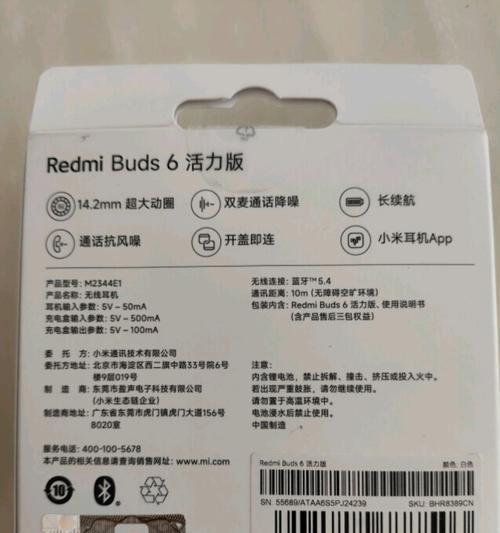 Redmi Buds 6 活力版
14.2mm 超大动圈
双麦通话降噪
长续航
通话抗风噪
开盖即连
小米耳机App
产品型号: M2344E1
产品名称: 无线耳机
耳机输入参数: 5V⎓50mA
充电盒输入参数: 5V⎓500mA
充电盒输出参数: 5V⎓100mA
无线连接: 蓝牙™5.4
通讯距离: 10m (无障碍空旷环境)
包装内含: Redmi Buds 6 活力版、使用说明书
(含产品售后三包权益)
委 托 方: 小米通讯技术有限公司
委托方地址: 北京市海淀区西二旗中路33号院6号
楼9层019号
制 造 商: 东莞市盈声电子科技有限公司
(小米生态链企业)
制造商地址: 广东省东莞市虎门镇虎门大道156号
8020室
注意:
内含锂电池，禁止拆解、撞击、挤压或投入火中。
若出现严重鼓胀，请勿继续使用。
请勿置于高温环境中。
电池浸水后禁止使用。
中国制造
服务电话: 400-100-5678
本产品的相关信息请查询销售网址: www.mi.com
10
Redmi Buds 6 活力版
颜色: 白色
SN: 55689/ATAA6S5PJ24239
SKU: BHR8389CN